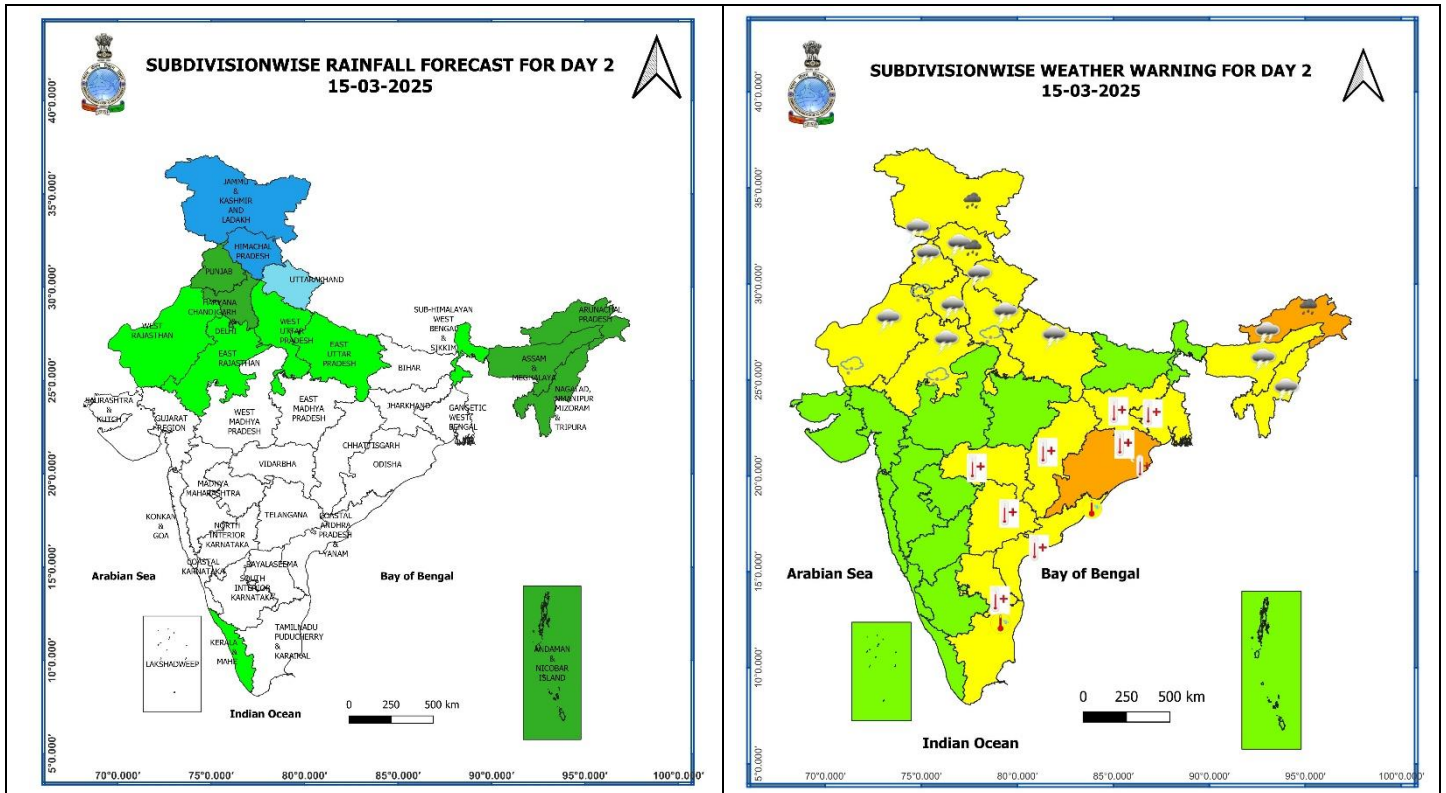 SUBDIVISIONWISE RAINFALL FORECAST FOR DAY 2
15-03-2025
40°0.000'
35°0.000'
30°0.000'
25°0.000'
20°0.000'
15°0.000'
10°0.000'
5°0.000'
JAMMU
&
KASHMIR
AND
LADAKH
HIMACHAL
PRADESH
PUNJAB
UTTARAKHAND
HARYANA
CHANDIGARH
&
DELHI
WEST
RAJASTHAN
WEST
UTTAR
PRADESH
EAST
RAJASTHAN
EAST
UTTAR
PRADESH
SUB-HIMALAYAN
WEST
BENGAL
&
SIKKIM
ARUNACHAL
PRADESH
ASSAM
&
MEGHALAYA
NAGALAD,
MANIPUR
MIZORAM
&
TRIPURA
BIHAR
SAURASHTRA
&
KUTCH
GUJARAT
REGION
WEST
MADHYA
PRADESH
EAST
MADHYA
PRADESH
JHARKHAND
GANGETIC
WEST
BENGAL
CHHATTISGARH
ODISHA
VIDARBHA
MADHYA
MAHARASHTRA
KONKAN
&
GOA
TELANGANA
COASTAL
ANDHRA
PRADESH
&
YANAM
NORTH
INTERIOR
KARNATAKA
COASTAL
KARNATAKA
RAYALASEEMA
SOUTH
INTERIOR
KARNATAKA
TAMILNADU
PUDUCHERRY
&
KARAIKAL
KERALA
&
MAHE
LAKSHADWEEP
ANDAMAN
&
NICOBAR
ISLAND
Arabian Sea
Bay of Bengal
Indian Ocean
0 250 500 km
70°0.000' 75°0.000' 80°0.000' 85°0.000' 90°0.000' 95°0.000' 100°0.000'
SUBDIVISIONWISE WEATHER WARNING FOR DAY 2
15-03-2025
40°0.000'
35°0.000'
30°0.000'
25°0.000'
20°0.000'
15°0.000'
10°0.000'
5°0.000'
Arabian Sea
Bay of Bengal
Indian Ocean
0 250 500 km
70°0.000' 75°0.000' 80°0.000' 85°0.000' 90°0.000' 95°0.000' 100°0.000'